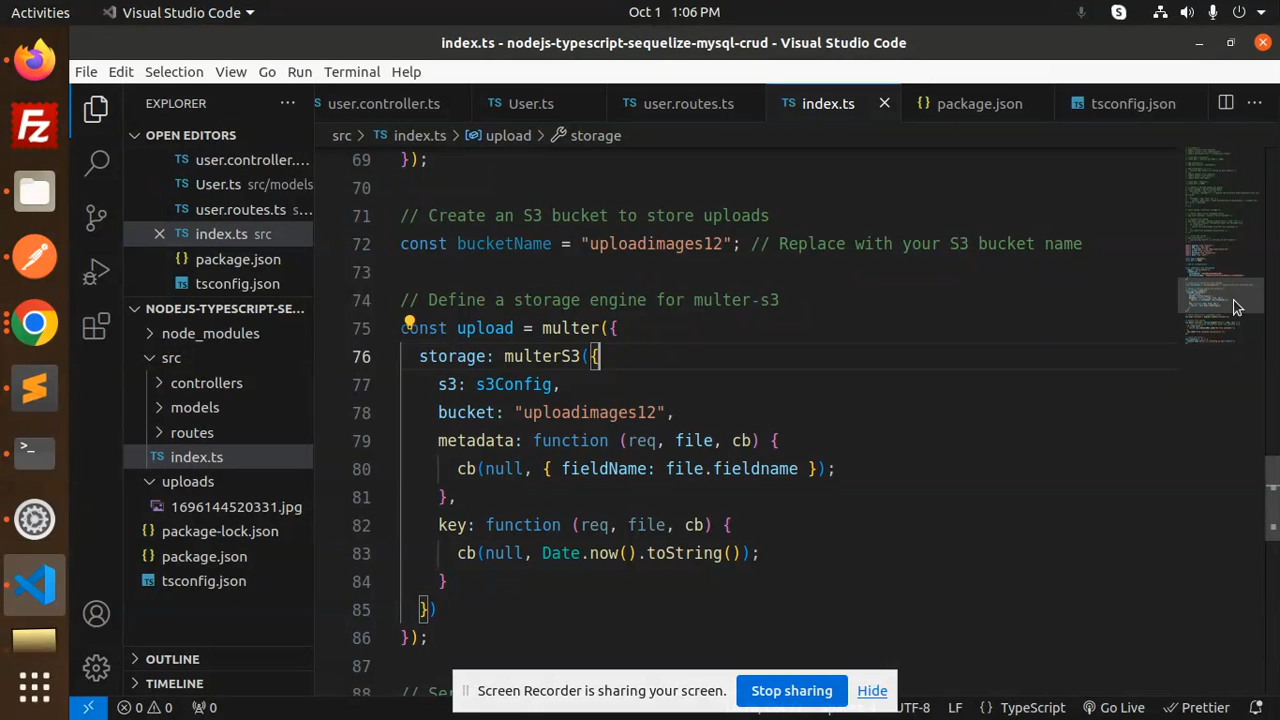 Activities
Visual Studio Code
Oct 1 1:06 PM
index.ts - nodejs-typescript-sequelize-mysql-crud - Visual Studio Code
File Edit Selection View Go Run Terminal Help
EXPLORER
user.controller.ts
User.ts
user.routes.ts
index.ts
package.json
tsconfig.json
src > index.ts > upload > storage
OPEN EDITORS
user.controller....
User.ts src/models
user.routes.ts s...
index.ts src
package.json
tsconfig.json
NODEJS-TYPESCRIPT-SE...
node_modules
src
controllers
models
routes
index.ts
uploads
1696144520331.jpg
package-lock.json
package.json
tsconfig.json
OUTLINE
TIMELINE
69 });
70
71 // Create an S3 bucket to store uploads
72 const bucketName = "uploadimages12"; // Replace with your S3 bucket name
73
74 // Define a storage engine for multer-s3
75 const upload = multer({
76 storage: multerS3({
77 s3: s3Config,
78 bucket: "uploadimages12",
79 metadata: function (req, file, cb) {
80 cb(null, { fieldName: file.fieldname });
81 },
82 key: function (req, file, cb) {
83 cb(null, Date.now().toString());
84 }
85 })
86 });
87
88 // Se
Screen Recorder is sharing your screen. Stop sharing Hide
0 0 0
UTF-8 LF { } TypeScript Go Live Prettier